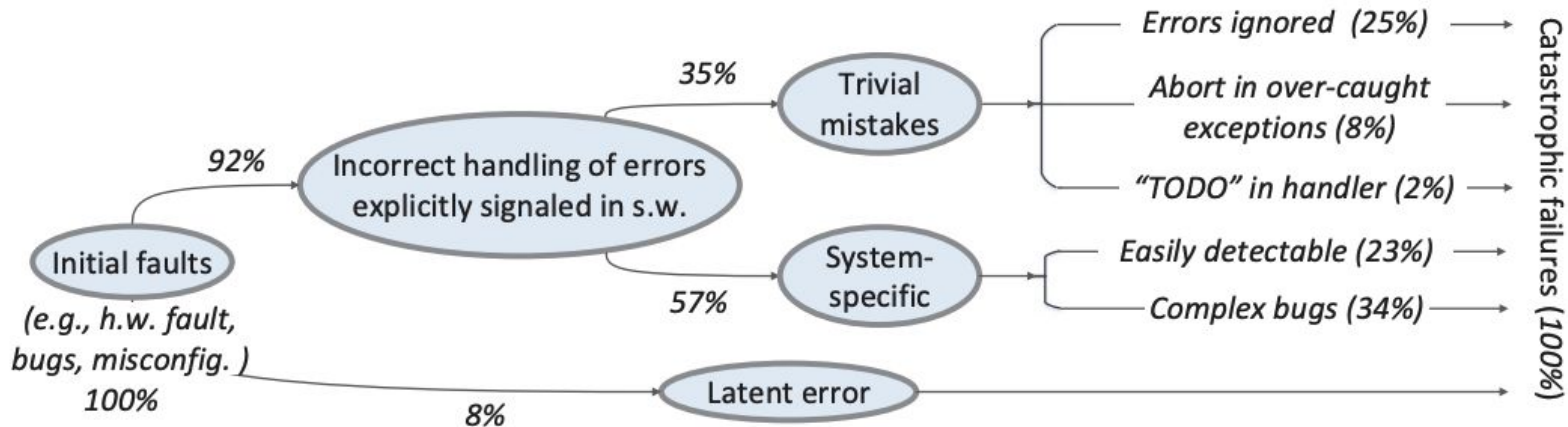 Errors ignored (25%)
35%
Trivial
mistakes
Abort in over-caught
exceptions (8%)
92%
Incorrect handling of errors
explicitly signaled in s.w.
“TODO” in handler (2%)
Initial faults
(e.g., h.w. fault,
bugs, misconfig. )
100%
57%
System-
specific
Easily detectable (23%)
Complex bugs (34%)
8%
Latent error
Catastrophic failures (100%)